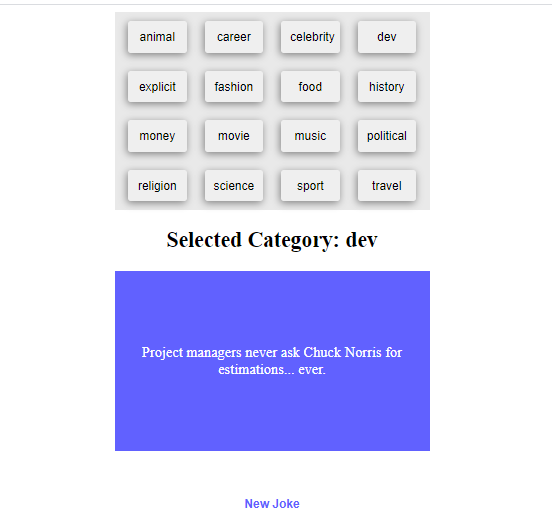 animal career celebrity dev
explicit fashion food history
money movie music political
religion science sport travel
Selected Category: dev
Project managers never ask Chuck Norris for
estimations... ever.
New Joke